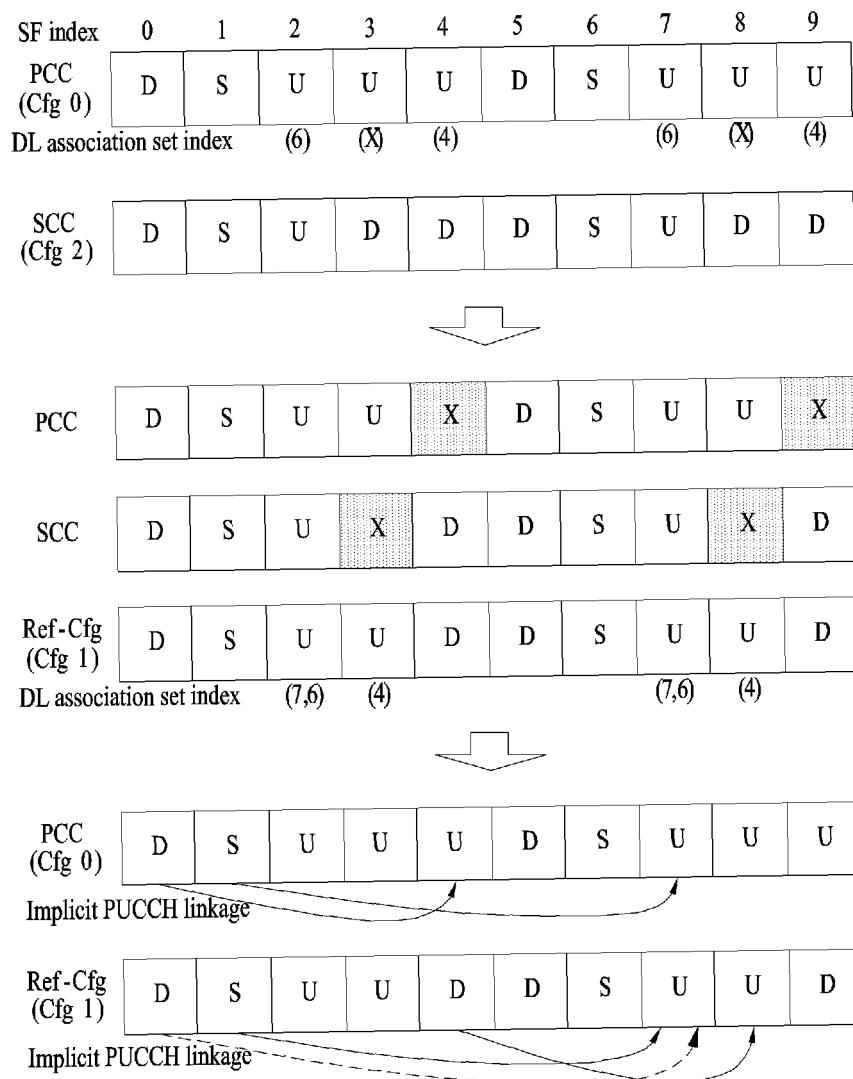 SF index 0 1 2 3 4 5 6 7 8 9
PCC
(Cfg 0) D S U U U D S U U U
DL association set index (6) (X) (4) (6) (X) (4)
SCC
(Cfg 2) D S U D D D S U D D
PCC D S U U X D S U U X
SCC D S U X D D S U X D
Ref-Cfg
(Cfg 1) D S U U D D S U U D
DL association set index (7,6) (4) (7,6) (4)
PCC
(Cfg 0) D S U U U D S U U U
Implicit PUCCH linkage
Ref-Cfg
(Cfg 1) D S U U D D S U U D
Implicit PUCCH linkage